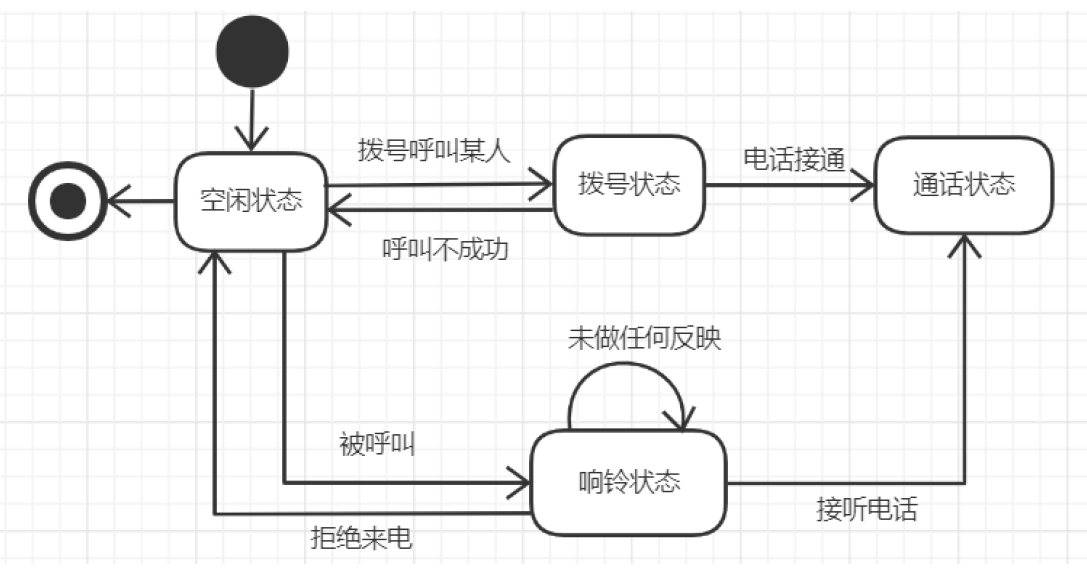 拨号呼叫某人
电话接通
空闲状态
拨号状态
通话状态
呼叫不成功
未做任何反映
被呼叫
响铃状态
接听电话
拒绝来电